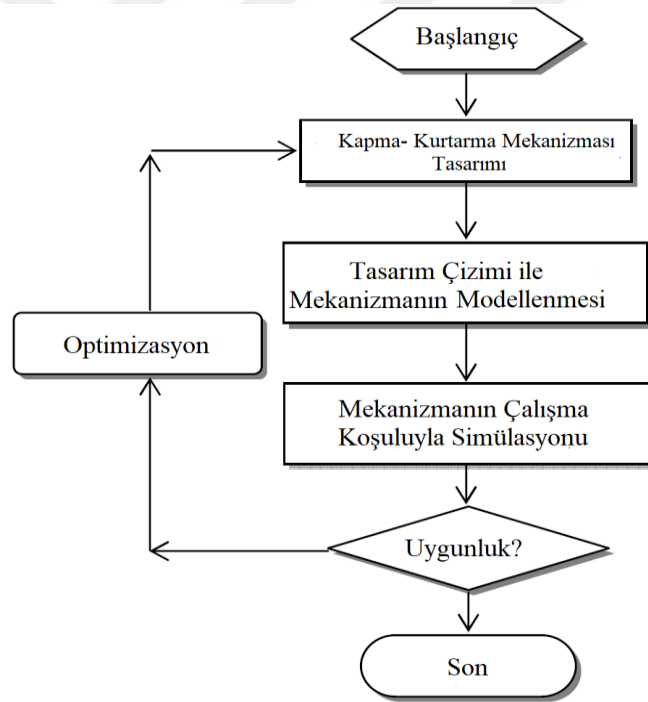 Başlangıç
Kapma- Kurtarma Mekanizması
Tasarımı
Tasarım Çizimi ile
Mekanizmanın Modellenmesi
Optimizasyon
Mekanizmanın Çalışma
Koşuluyla Simülasyonu
Uygunluk?
Son